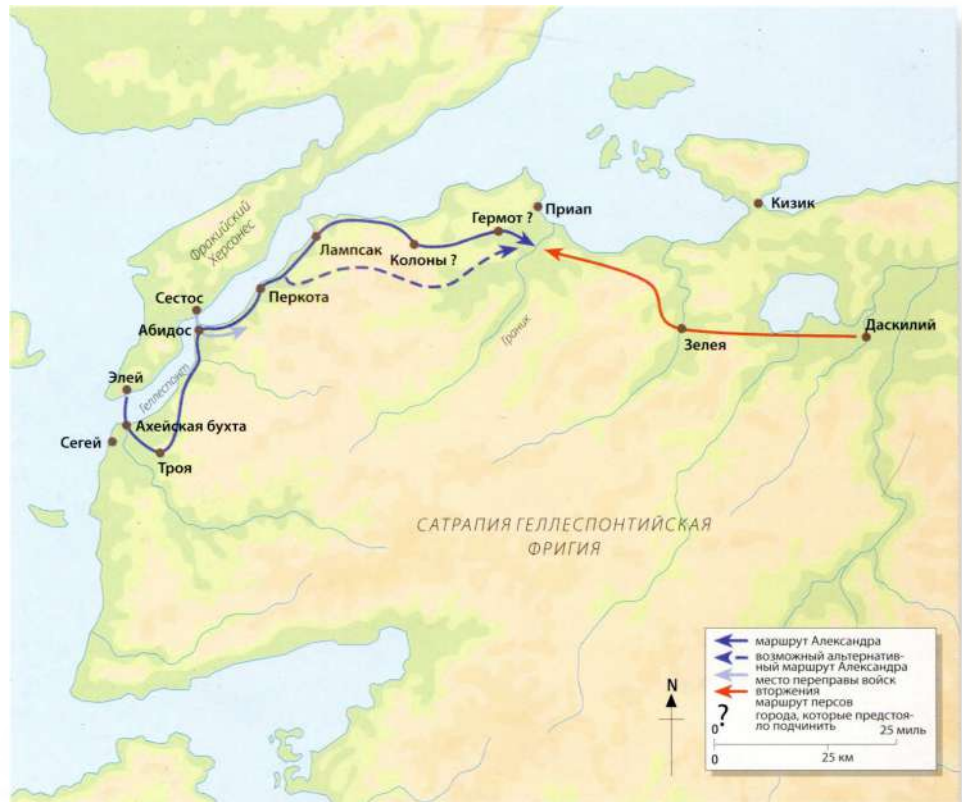 Кизик
Приап
Гермот ?
Фракийский
Херсонес
Лампсак
Колоны ?
Сестос
Перкота
Абидос
Граник
Даскилий
Зелея
Элей
Геллеспонт
Ахейская бухта
Сегей
Троя
САТРАПИЯ ГЕЛЛЕСПОНТИЙСКАЯ
ФРИГИЯ
N
маршрут Александра
возможный альтернатив-
ный маршрут Александра
место переправы войск
вторжения
маршрут персов
?
города, которые предстоя-
ло подчинить
0 25 миль
0 25 км